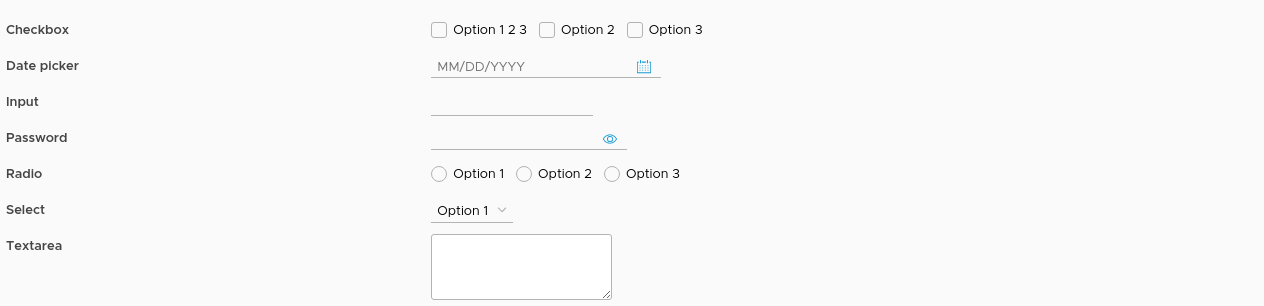 Checkbox Option 1 2 3 Option 2 Option 3
Date picker MM/DD/YYYY
Input
Password
Radio Option 1 Option 2 Option 3
Select Option 1
Textarea